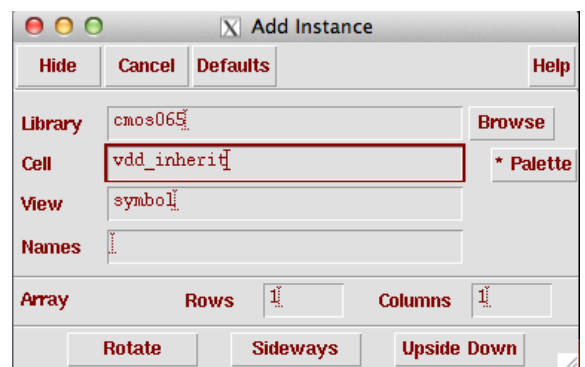 X Add Instance
Hide Cancel Defaults Help
Library cmos065 Browse
Cell vdd_inherit * Palette
View symbol
Names
Array Rows 1 Columns 1
Rotate Sideways Upside Down